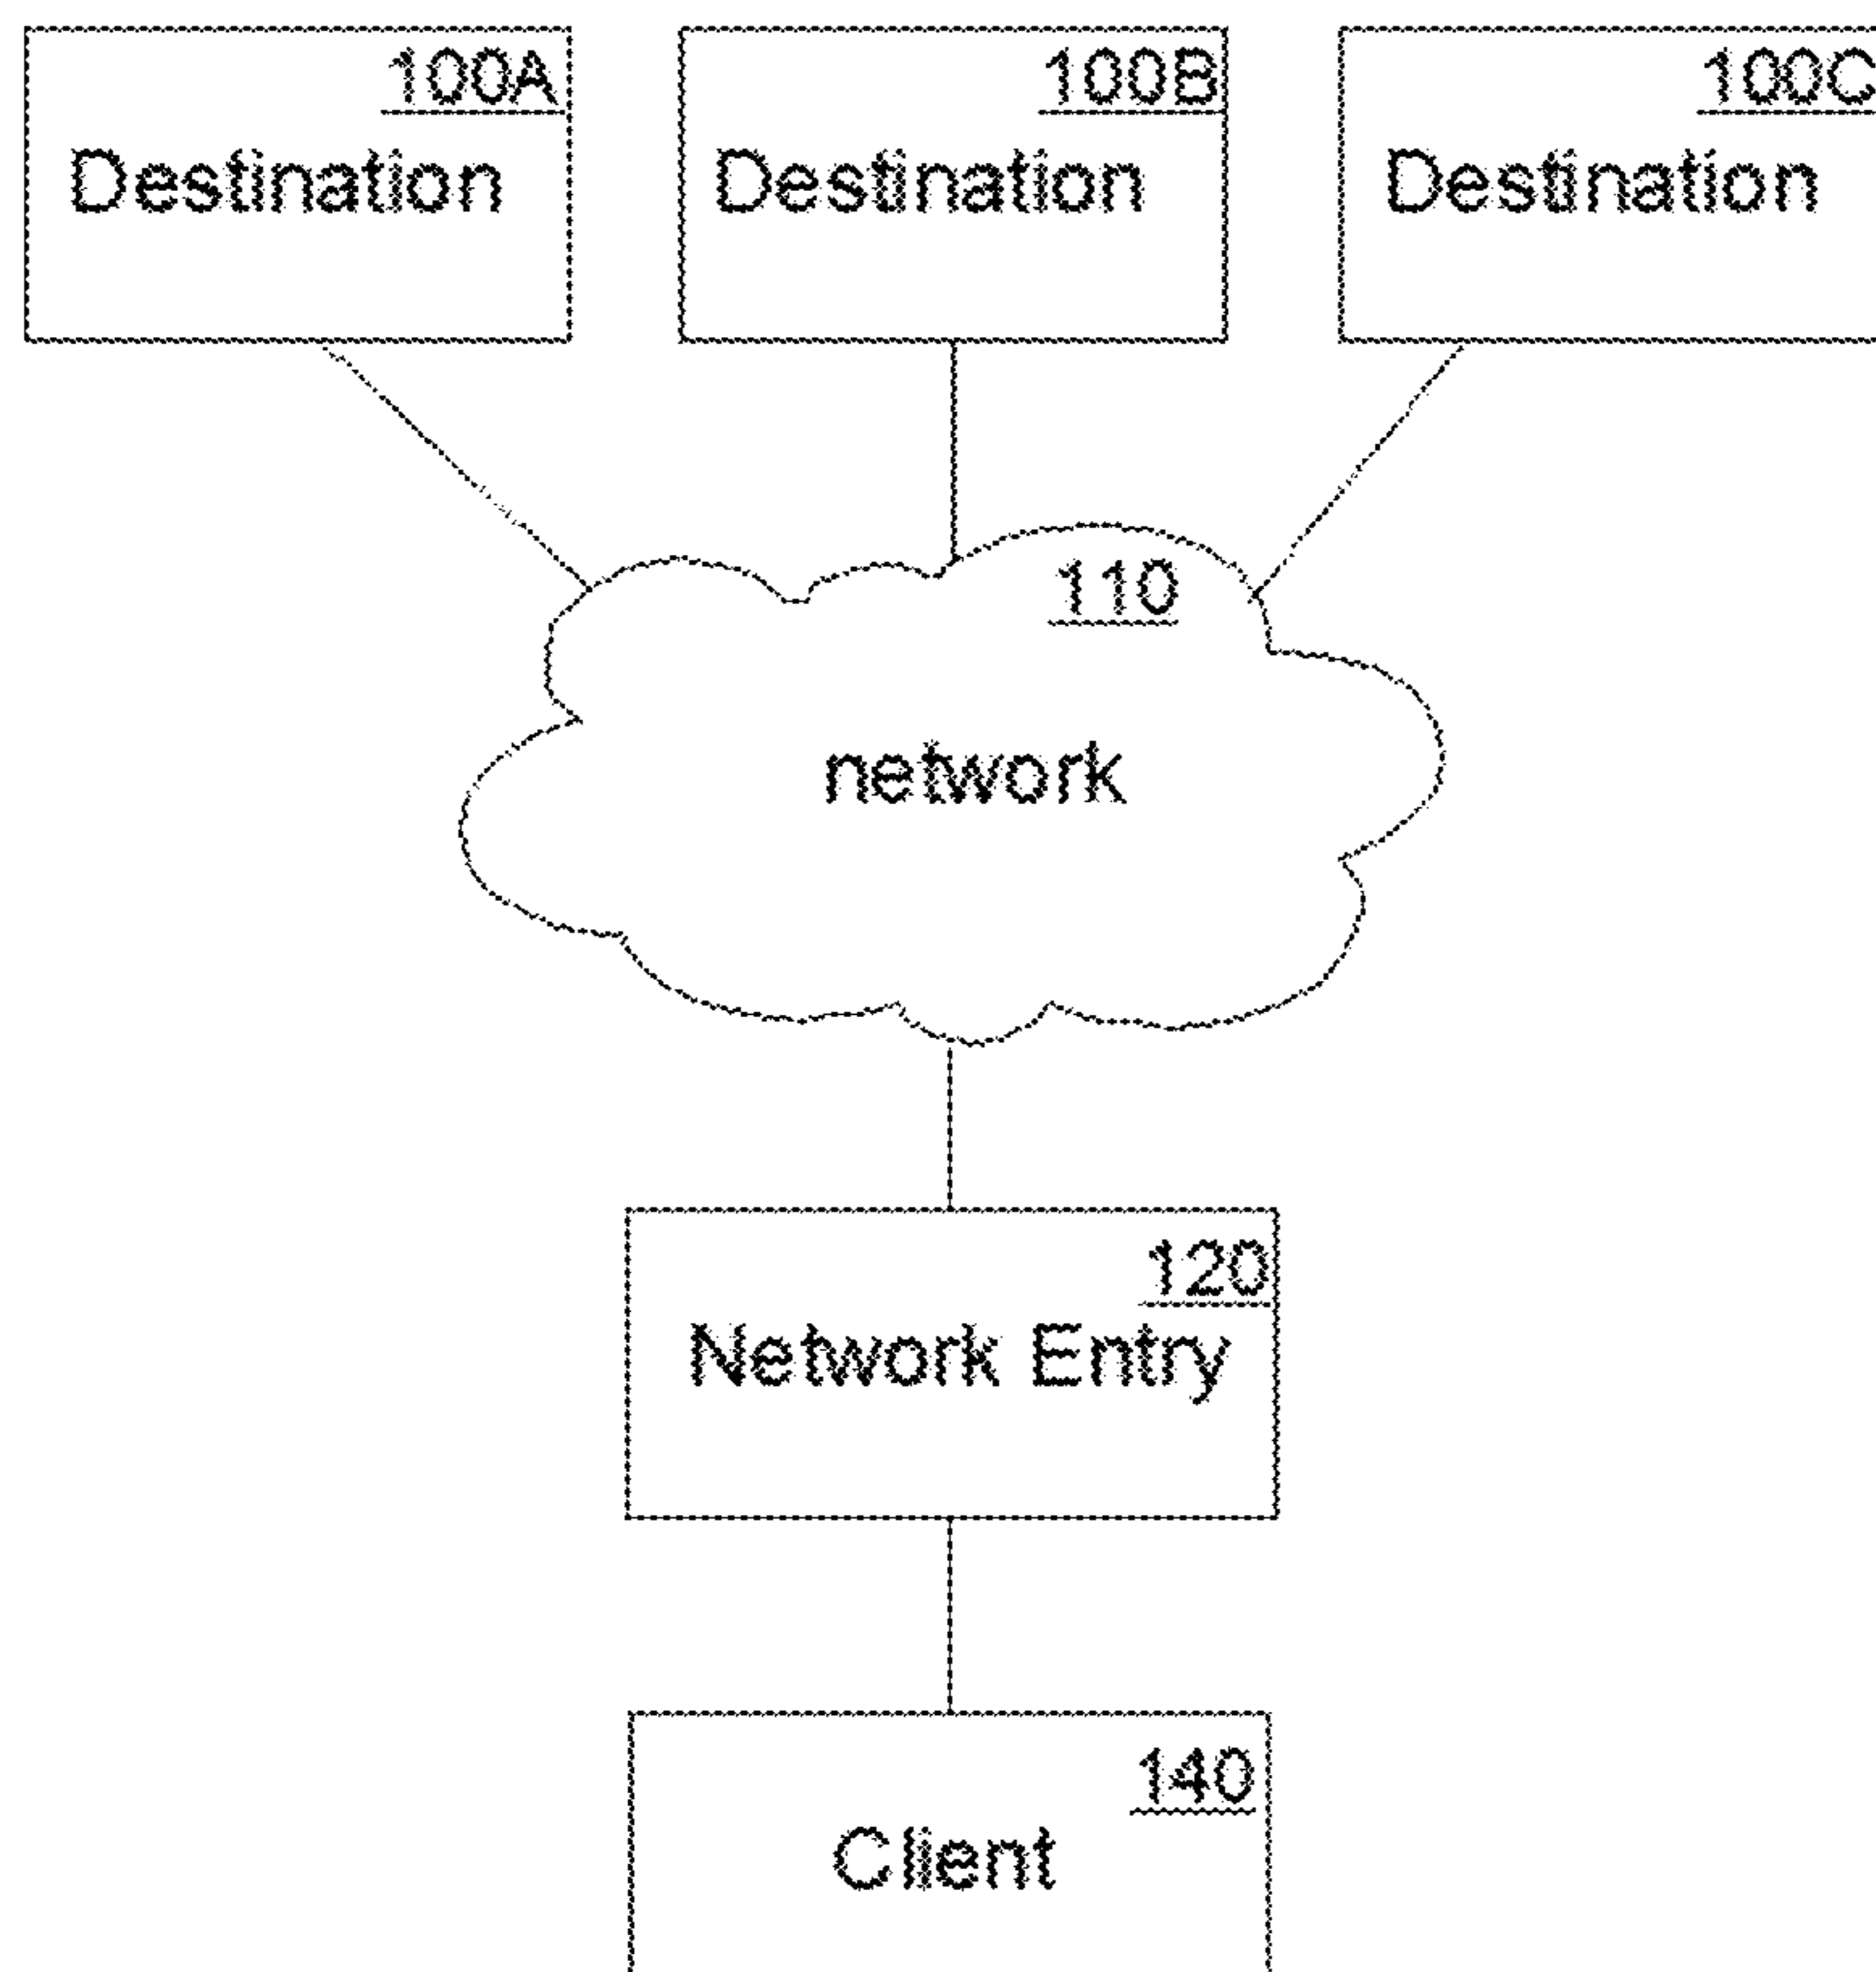 100A
Destination
100B
Destination
100C
Destination
110
network
120
Network Entry
140
Client